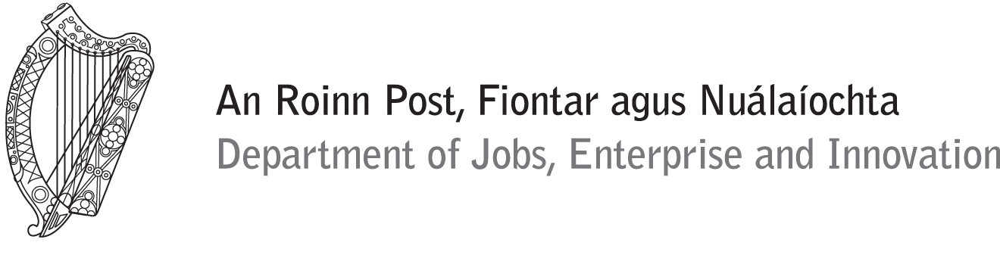 An Roinn Post, Fiontar agus Nuálaíochta
Department of Jobs, Enterprise and Innovation